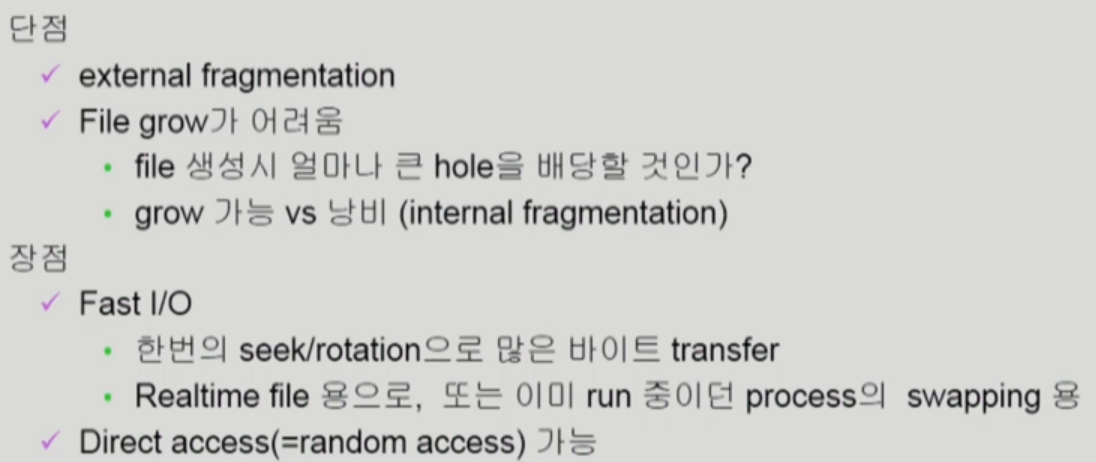 단점
✓ external fragmentation
✓ File grow가 어려움
• file 생성시 얼마나 큰 hole을 배당할 것인가?
• grow 가능 vs 낭비 (internal fragmentation)
장점
✓ Fast I/O
• 한번의 seek/rotation으로 많은 바이트 transfer
• Realtime file 용으로, 또는 이미 run 중이던 process의 swapping 용
✓ Direct access(=random access) 가능